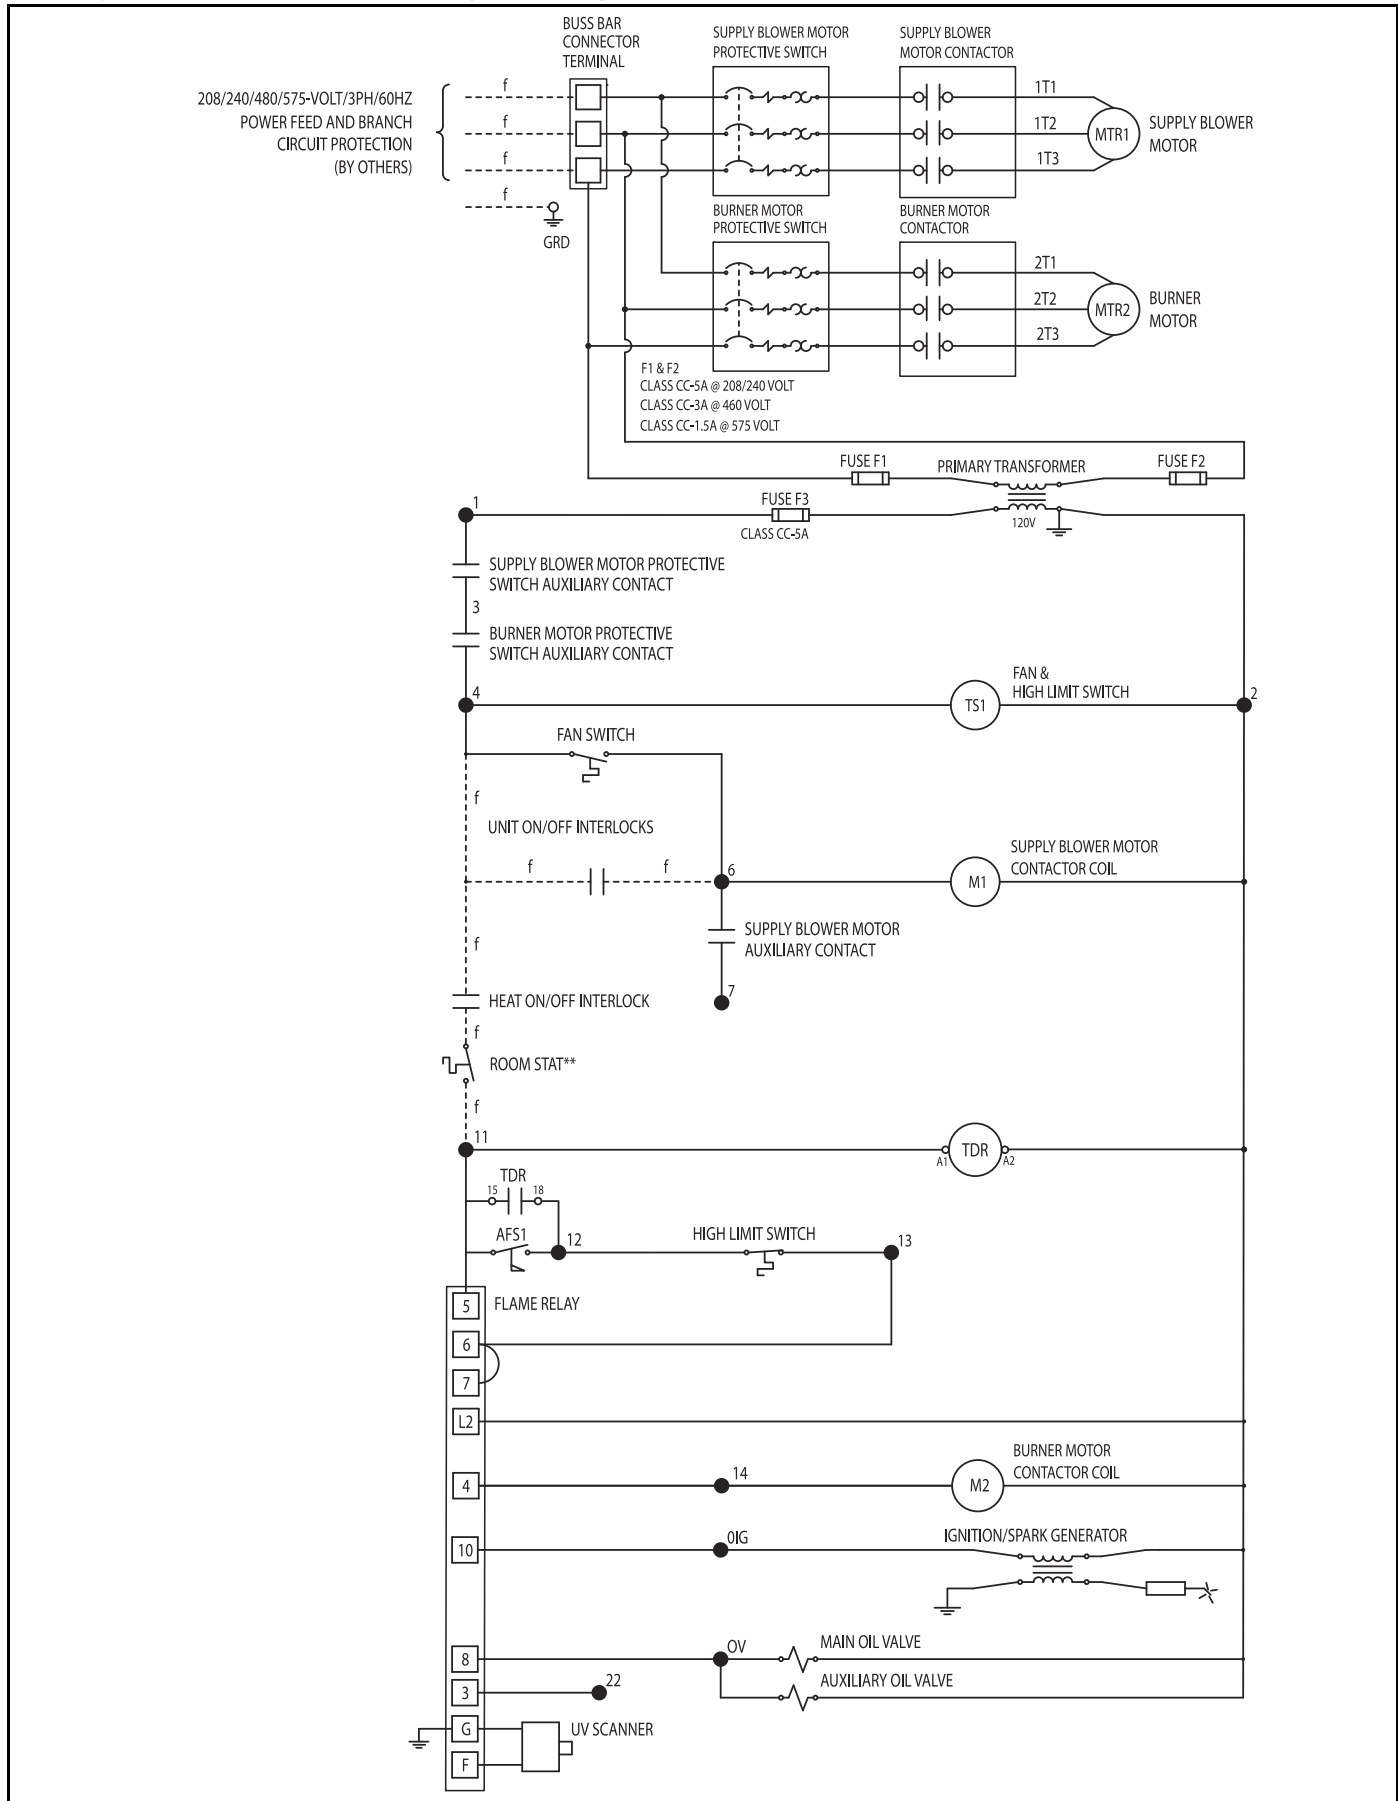 BUSS BAR
CONNECTOR
TERMINAL
SUPPLY BLOWER MOTOR
PROTECTIVE SWITCH
SUPPLY BLOWER
MOTOR CONTACTOR
208/240/480/575-VOLT/3PH/60HZ
POWER FEED AND BRANCH
CIRCUIT PROTECTION
(BY OTHERS)
f
f
f
f
GRD
1T1
1T2
1T3
MTR1
SUPPLY BLOWER
MOTOR
BURNER MOTOR
PROTECTIVE SWITCH
BURNER MOTOR
CONTACTOR
2T1
2T2
2T3
MTR2
BURNER
MOTOR
F1 & F2
CLASS CC-5A @ 208/240 VOLT
CLASS CC-3A @ 460 VOLT
CLASS CC-1.5A @ 575 VOLT
FUSE F1
PRIMARY TRANSFORMER
FUSE F2
1
FUSE F3
CLASS CC-5A
120V
SUPPLY BLOWER MOTOR PROTECTIVE
SWITCH AUXILIARY CONTACT
3
BURNER MOTOR PROTECTIVE
SWITCH AUXILIARY CONTACT
4
TS1
FAN &
HIGH LIMIT SWITCH
2
FAN SWITCH
f
UNIT ON/OFF INTERLOCKS
f
f
6
M1
SUPPLY BLOWER MOTOR
CONTACTOR COIL
SUPPLY BLOWER MOTOR
AUXILIARY CONTACT
f
7
HEAT ON/OFF INTERLOCK
f
ROOM STAT**
f
11
A1
TDR
A2
TDR
15
18
AFS1
12
HIGH LIMIT SWITCH
13
5
FLAME RELAY
6
7
L2
4
14
M2
BURNER MOTOR
CONTACTOR COIL
10
0IG
IGNITION/SPARK GENERATOR
8
OV
MAIN OIL VALVE
AUXILIARY OIL VALVE
3
22
G
UV SCANNER
F